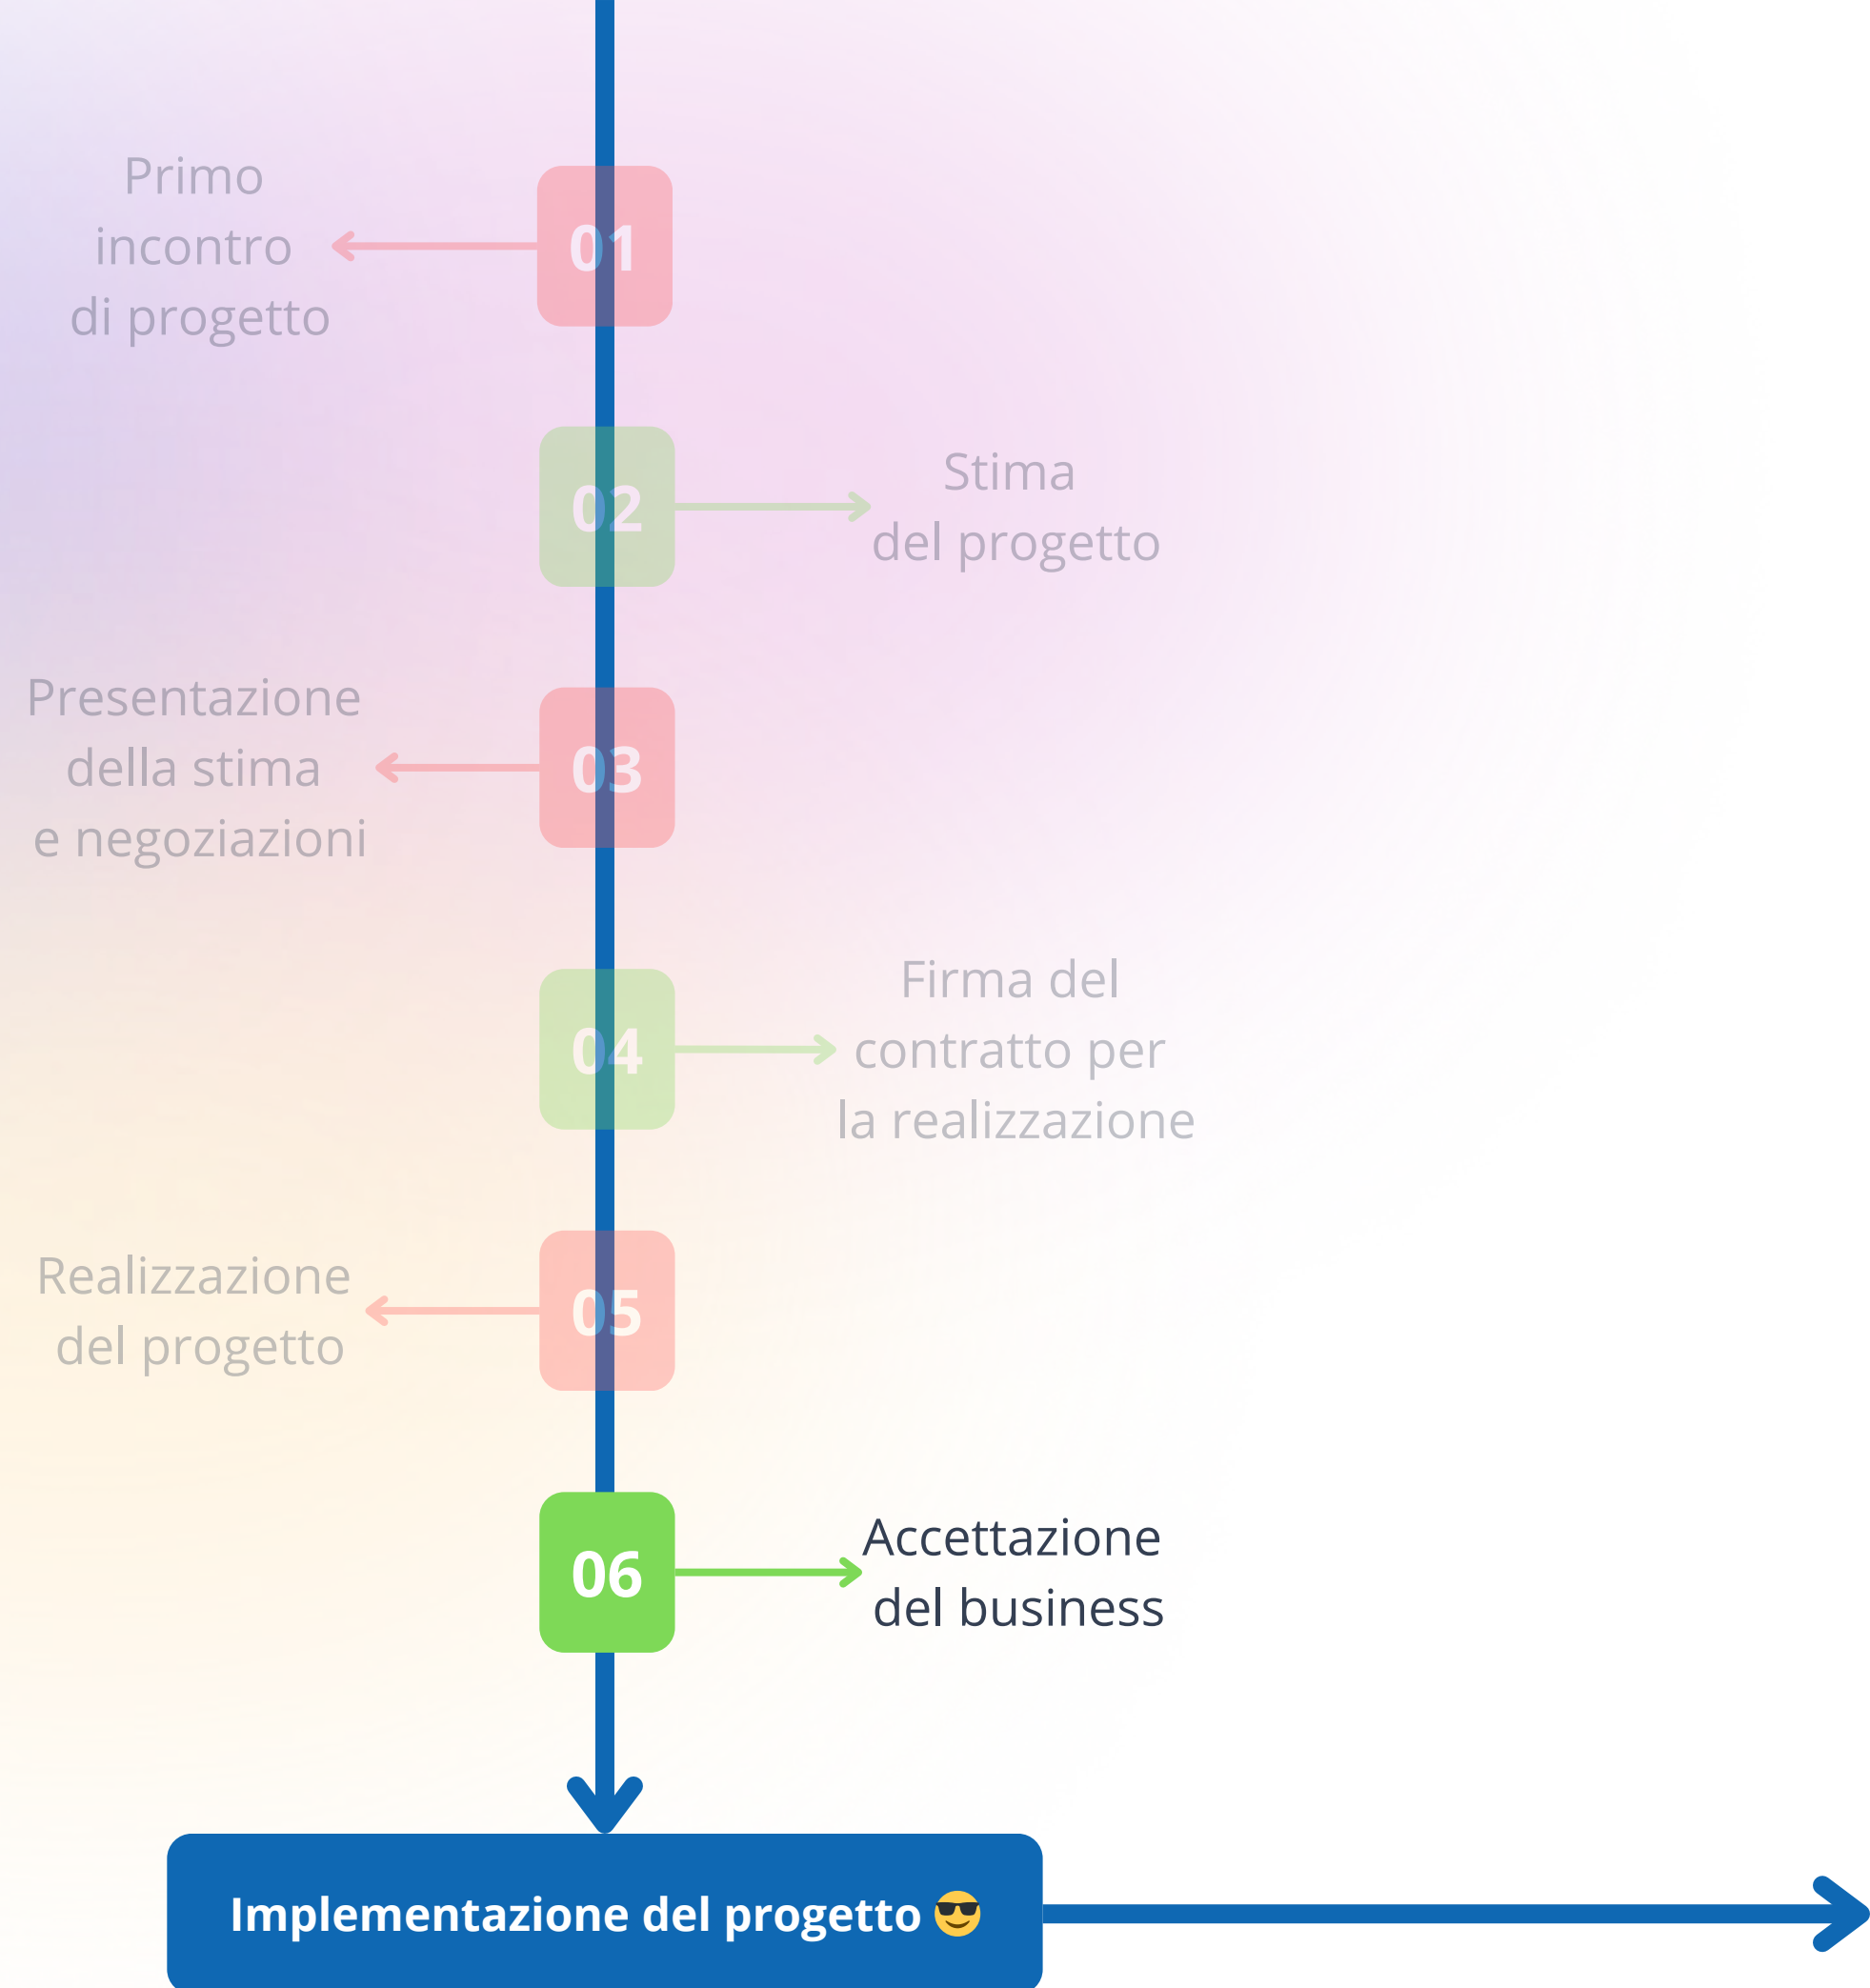 Primo
incontro
di progetto
01
02
Stima
del progetto
Presentazione
della stima
e negoziazioni
03
04
Firma del
contratto per
la realizzazione
Realizzazione
del progetto
05
06
Accettazione
del business
Implementazione del progetto 😎